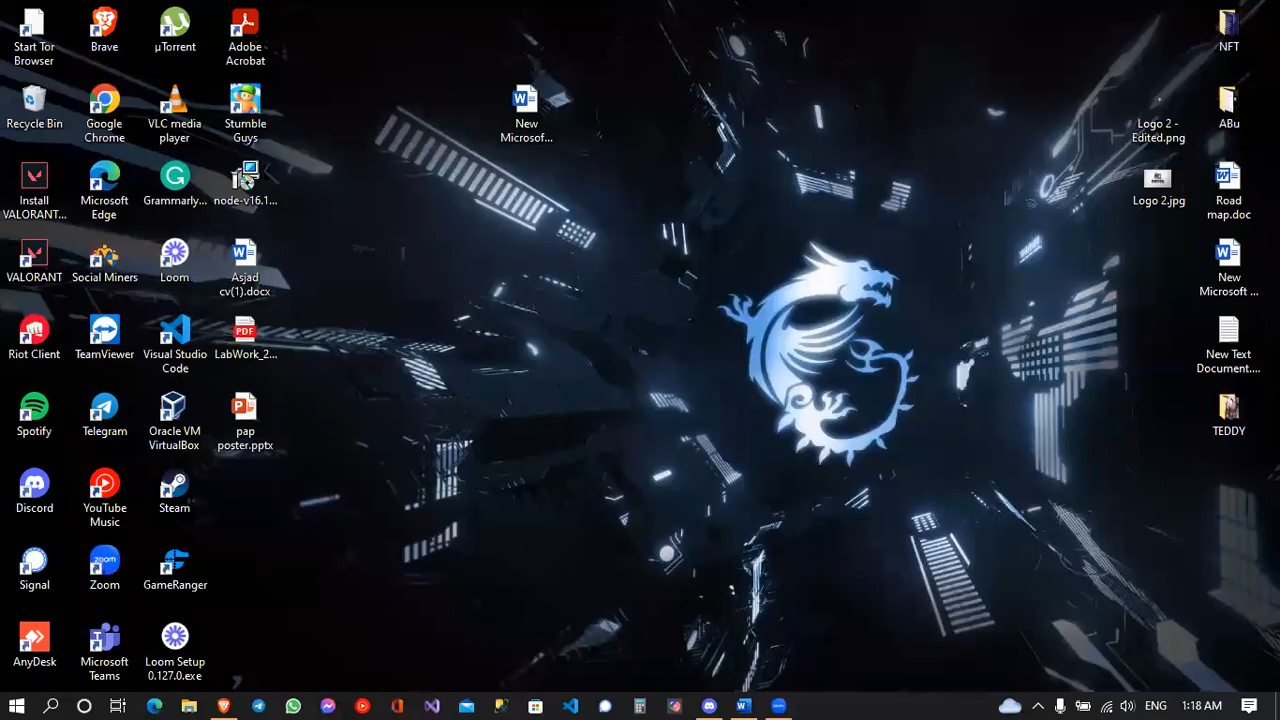 Start Tor
Browser
Brave
µTorrent
Adobe
Acrobat
Recycle Bin
Google
Chrome
VLC media
player
Stumble
Guys
Install
VALORANT...
Microsoft
Edge
Grammarly...
node-v16.1...
VALORANT
Social Miners
Loom
Asjad
cv(1).docx
Riot Client
TeamViewer
Visual Studio
Code
PDF
LabWork_2...
Spotify
Telegram
Oracle VM
VirtualBox
pap
poster.pptx
Discord
YouTube
Music
Steam
Signal
zoom
Zoom
GameRanger
AnyDesk
Microsoft
Teams
Loom Setup
0.127.0.exe
New
Microsof...
NFT
Logo 2 -
Edited.png
ABu
Logo 2.jpg
Road
map.doc
New
Microsoft ...
New Text
Document....
TEDDY
ENG
1:18 AM